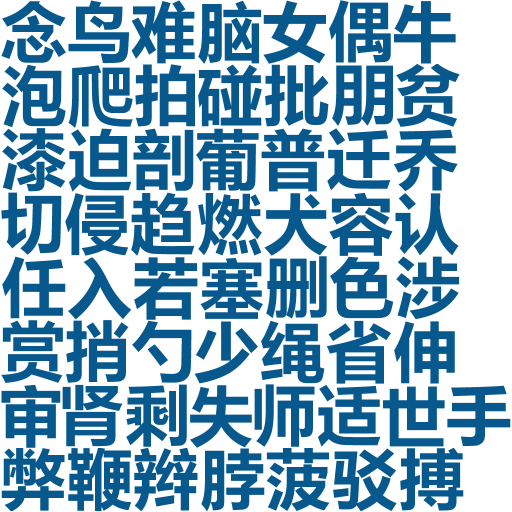 念鸟难脑女偶牛
泡爬拍碰批朋贫
漆迫剖葡普迁乔
切侵趋燃犬容认
任入若塞删色涉
赏捎勺少绳省伸
审肾剩失师适世手
弊鞭辫脖菠驳搏